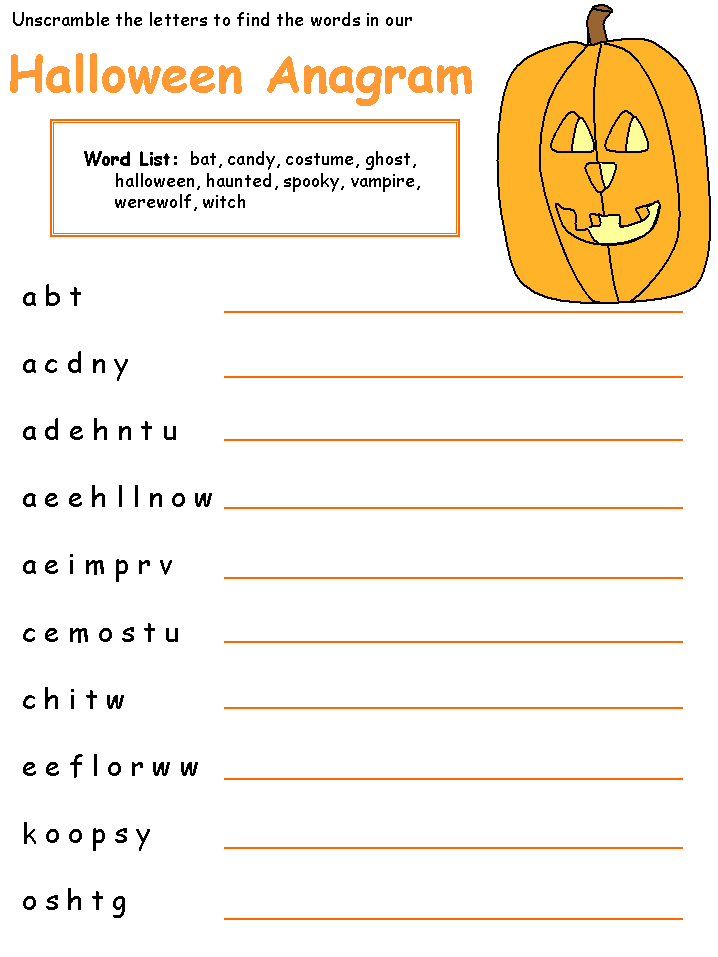 Unscramble the letters to find the words in our
Halloween Anagram
Word List: bat, candy, costume, ghost,
halloween, haunted, spooky, vampire,
werewolf, witch
a b t
a c d n y
a d e h n t u
a e e h l l n o w
a e i m p r v
c e m o s t u
c h i t w
e e f l o r w w
k o o p s y
o s h t g